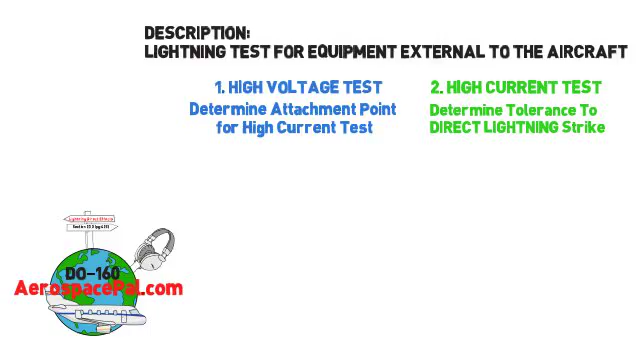 DESCRIPTION:
LIGHTNING TEST FOR EQUIPMENT EXTERNAL TO THE AIRCRAFT
1. HIGH VOLTAGE TEST
Determine Attachment Point
for High Current Test
2. HIGH CURRENT TEST
Determine Tolerance To
DIRECT LIGHTNING Strike
DO-160
AerospacePal.com